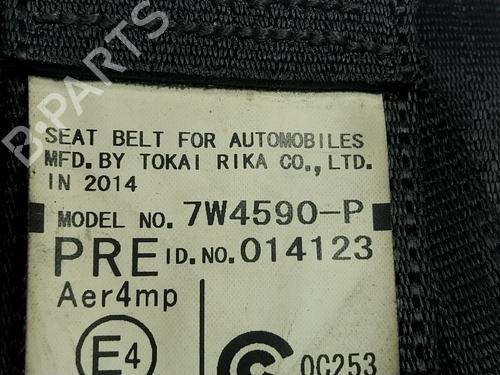 B-PARTS
SEAT BELT FOR AUTOMOBILES
MFD. BY TOKAI RIKA CO., LTD.
IN 2014
MODEL NO. 7W4590-P
PRE ID. NO. 014123
Aer4mp
E4
0C253